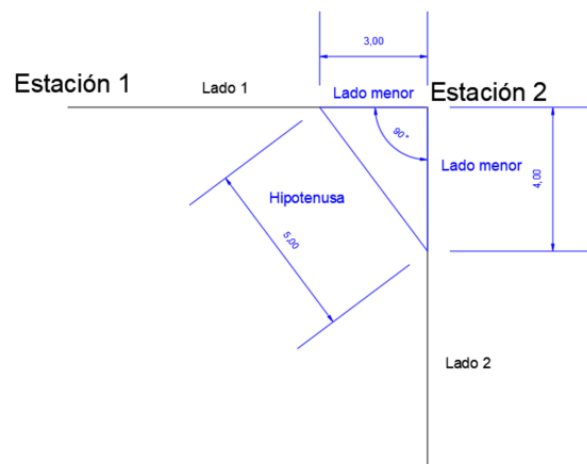 3,00
Estación 1
Lado 1
Lado menor
Estación 2
90°
Lado menor
4,00
Hipotenusa
5,00
Lado 2